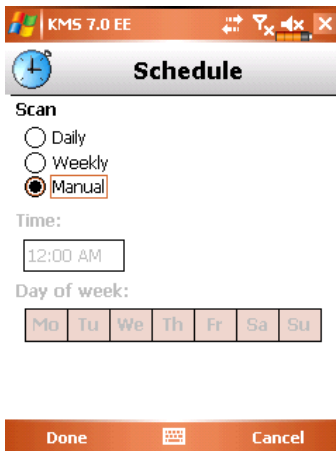 KMS 7.0 EE
Schedule
Scan
Daily
Weekly
Manual
Time:
12:00 AM
Day of week:
Mo Tu We Th Fr Sa Su
Done Cancel